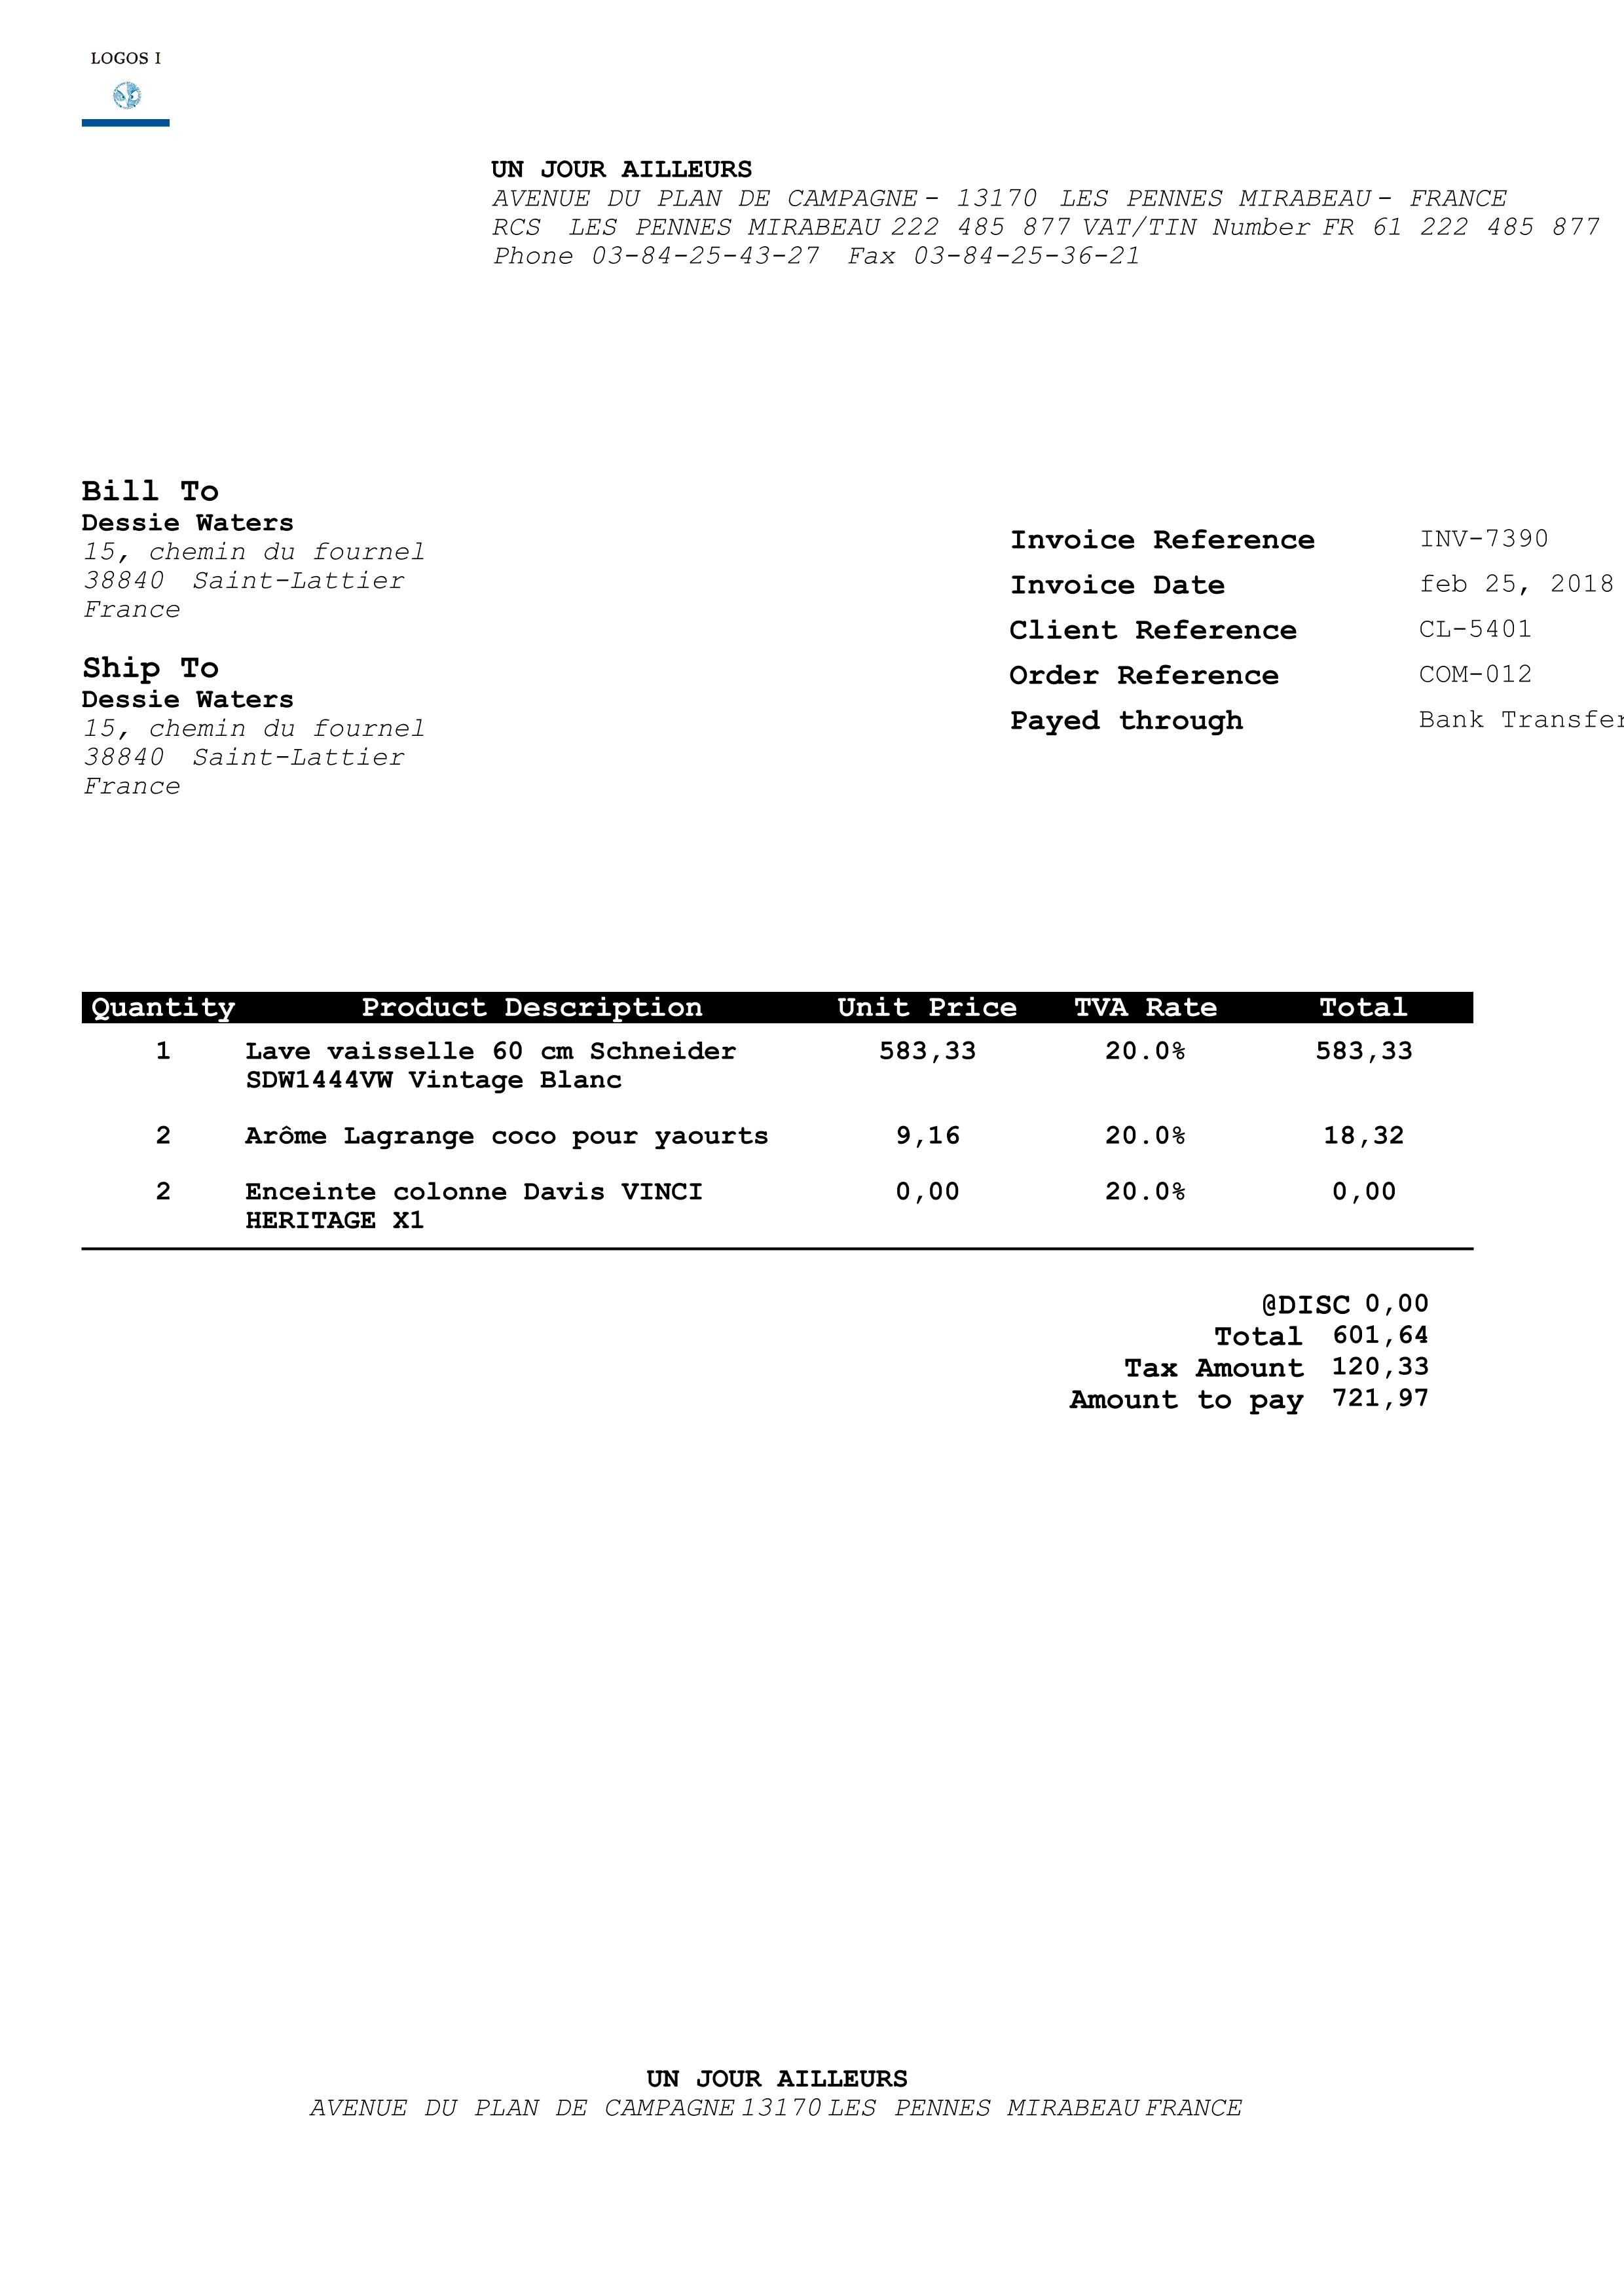 LOGOS I
UN JOUR AILLEURS
AVENUE DU PLAN DE CAMPAGNE - 13170 LES PENNES MIRABEAU - FRANCE
RCS LES PENNES MIRABEAU 222 485 877 VAT/TIN Number FR 61 222 485 877
Phone 03-84-25-43-27 Fax 03-84-25-36-21
Bill To
Dessie Waters
15, chemin du fournel
38840 Saint-Lattier
France
Ship To
Dessie Waters
15, chemin du fournel
38840 Saint-Lattier
France
Invoice Reference INV-7390
Invoice Date feb 25, 2018
Client Reference CL-5401
Order Reference COM-012
Payed through Bank Transfer
Quantity Product Description Unit Price TVA Rate Total
1 Lave vaisselle 60 cm Schneider 583,33 20.0% 583,33
SDW1444VW Vintage Blanc
2 Arôme Lagrange coco pour yaourts 9,16 20.0% 18,32
2 Enceinte colonne Davis VINCI 0,00 20.0% 0,00
HERITAGE X1
@DISC 0,00
Total 601,64
Tax Amount 120,33
Amount to pay 721,97
UN JOUR AILLEURS
AVENUE DU PLAN DE CAMPAGNE 13170 LES PENNES MIRABEAU FRANCE